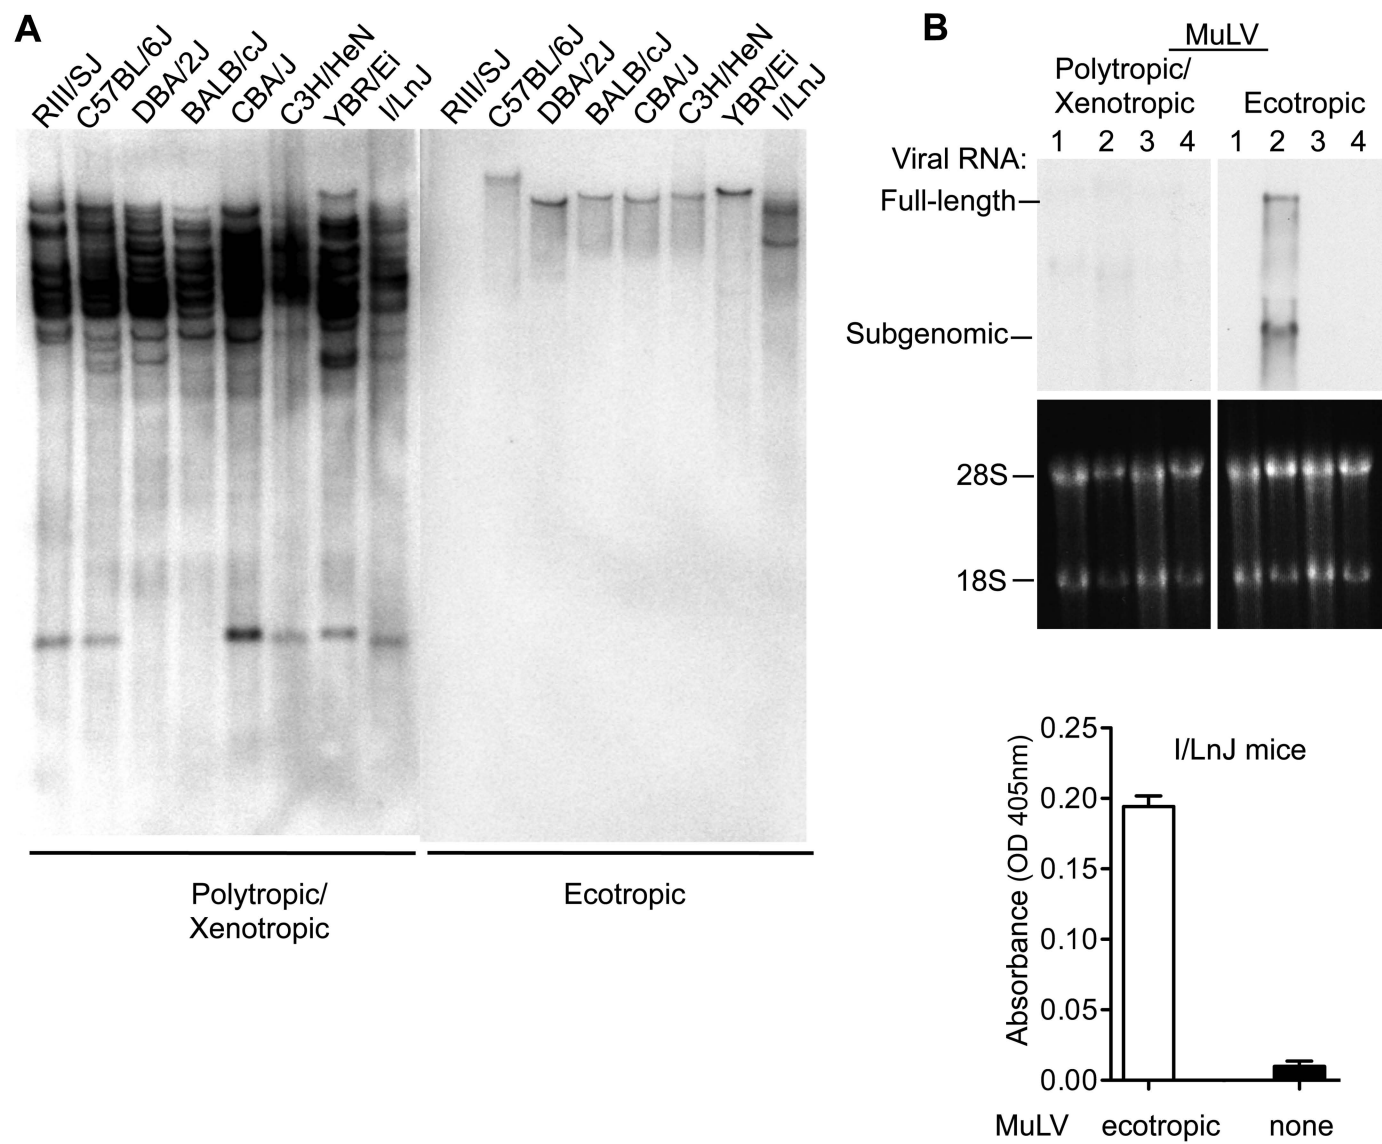 A
RIII/SJ C57BL/6J DBA/2J BALB/cJ CBA/J C3H/HeN YBR/Ei I/LnJ
RIII/SJ C57BL/6J DBA/2J BALB/cJ CBA/J C3H/HeN YBR/Ei I/LnJ
Polytropic/
Xenotropic
Ecotropic
B
MuLV
Polytropic/
Xenotropic
Ecotropic
1 2 3 4
1 2 3 4
Viral RNA:
Full-length
Subgenomic
28S
18S
I/LnJ mice
Absorbance (OD 405nm)
0.25
0.20
0.15
0.10
0.05
0.00
MuLV ecotropic none